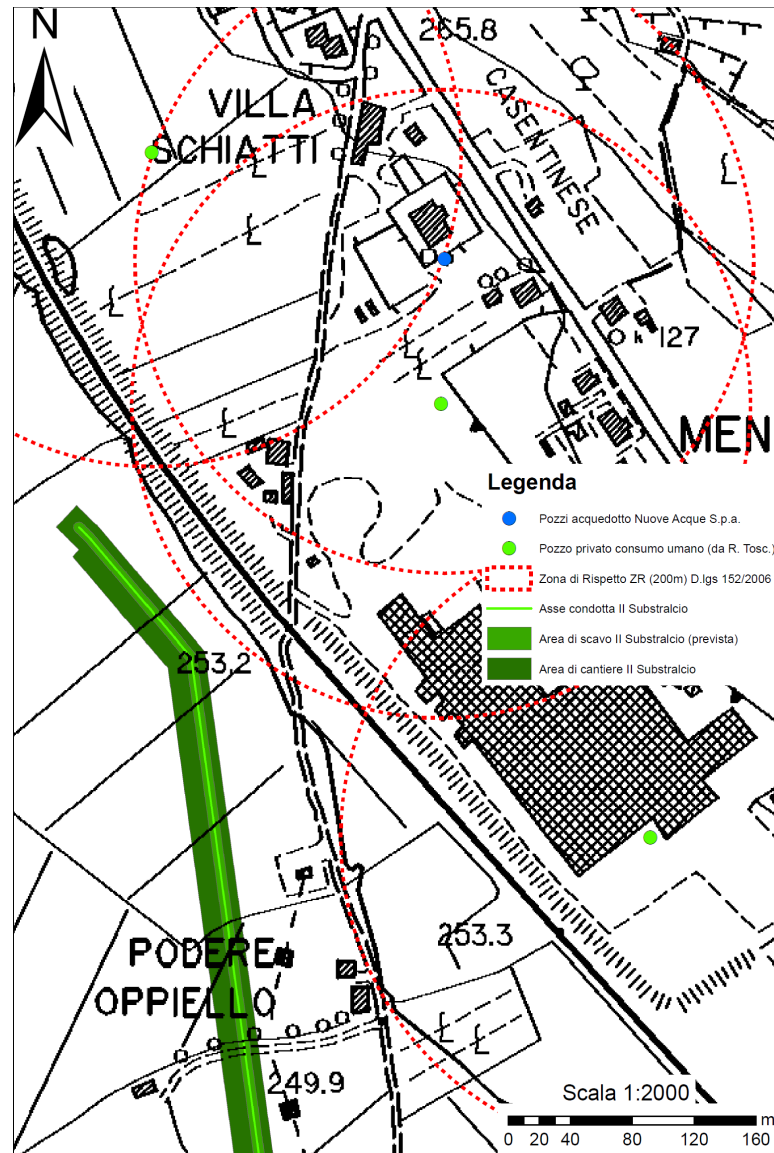 N
265.8
VILLA
SCHIATTI
CASENTINESE
127
MEN
Legenda
Pozzi acquedotto Nuove Acque S.p.a.
Pozzo privato consumo umano (da R. Tosc.)
Zona di Rispetto ZR (200m) D.lgs 152/2006
Asse condotta II Substralcio
Area di scavo II Substralcio (prevista)
Area di cantiere II Substralcio
253.2
253.3
PODERE
OPPIELLO
249.9
Scala 1:2000
m
0 20 40 80 120 160